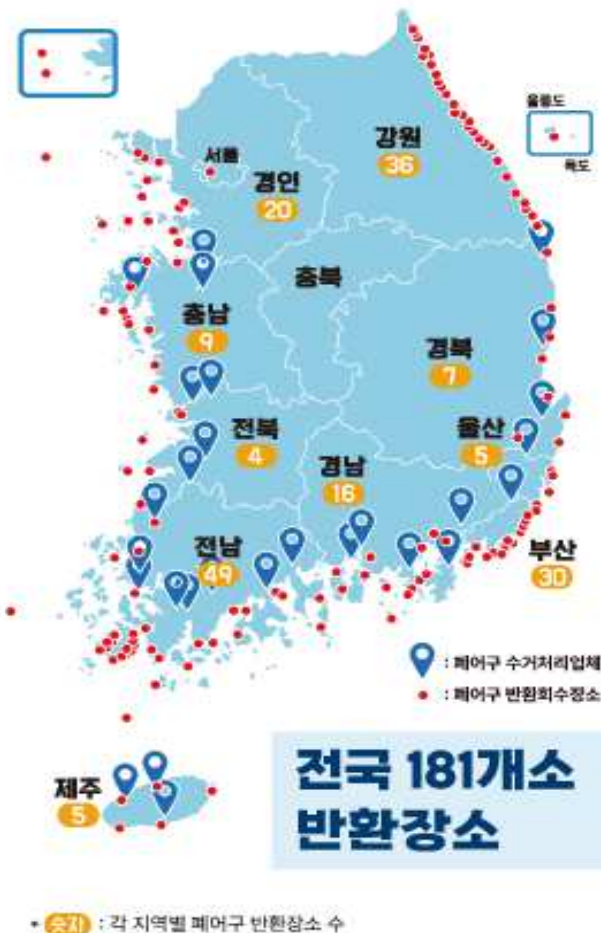 울릉도
독도
강원
36
서울
경인
20
충북
충남
9
경북
7
전북
4
울산
5
경남
16
전남
49
부산
30
: 폐어구 수거처리업체
: 폐어구 반환회수장소
제주
5
전국 181개소
반환장소
* 숫자 : 각 지역별 폐어구 반환장소 수